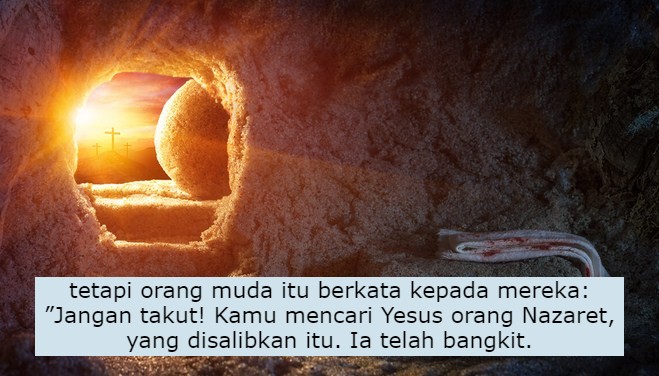 tetapi orang muda itu berkata kepada mereka:
”Jangan takut! Kamu mencari Yesus orang Nazaret,
yang disalibkan itu. Ia telah bangkit.